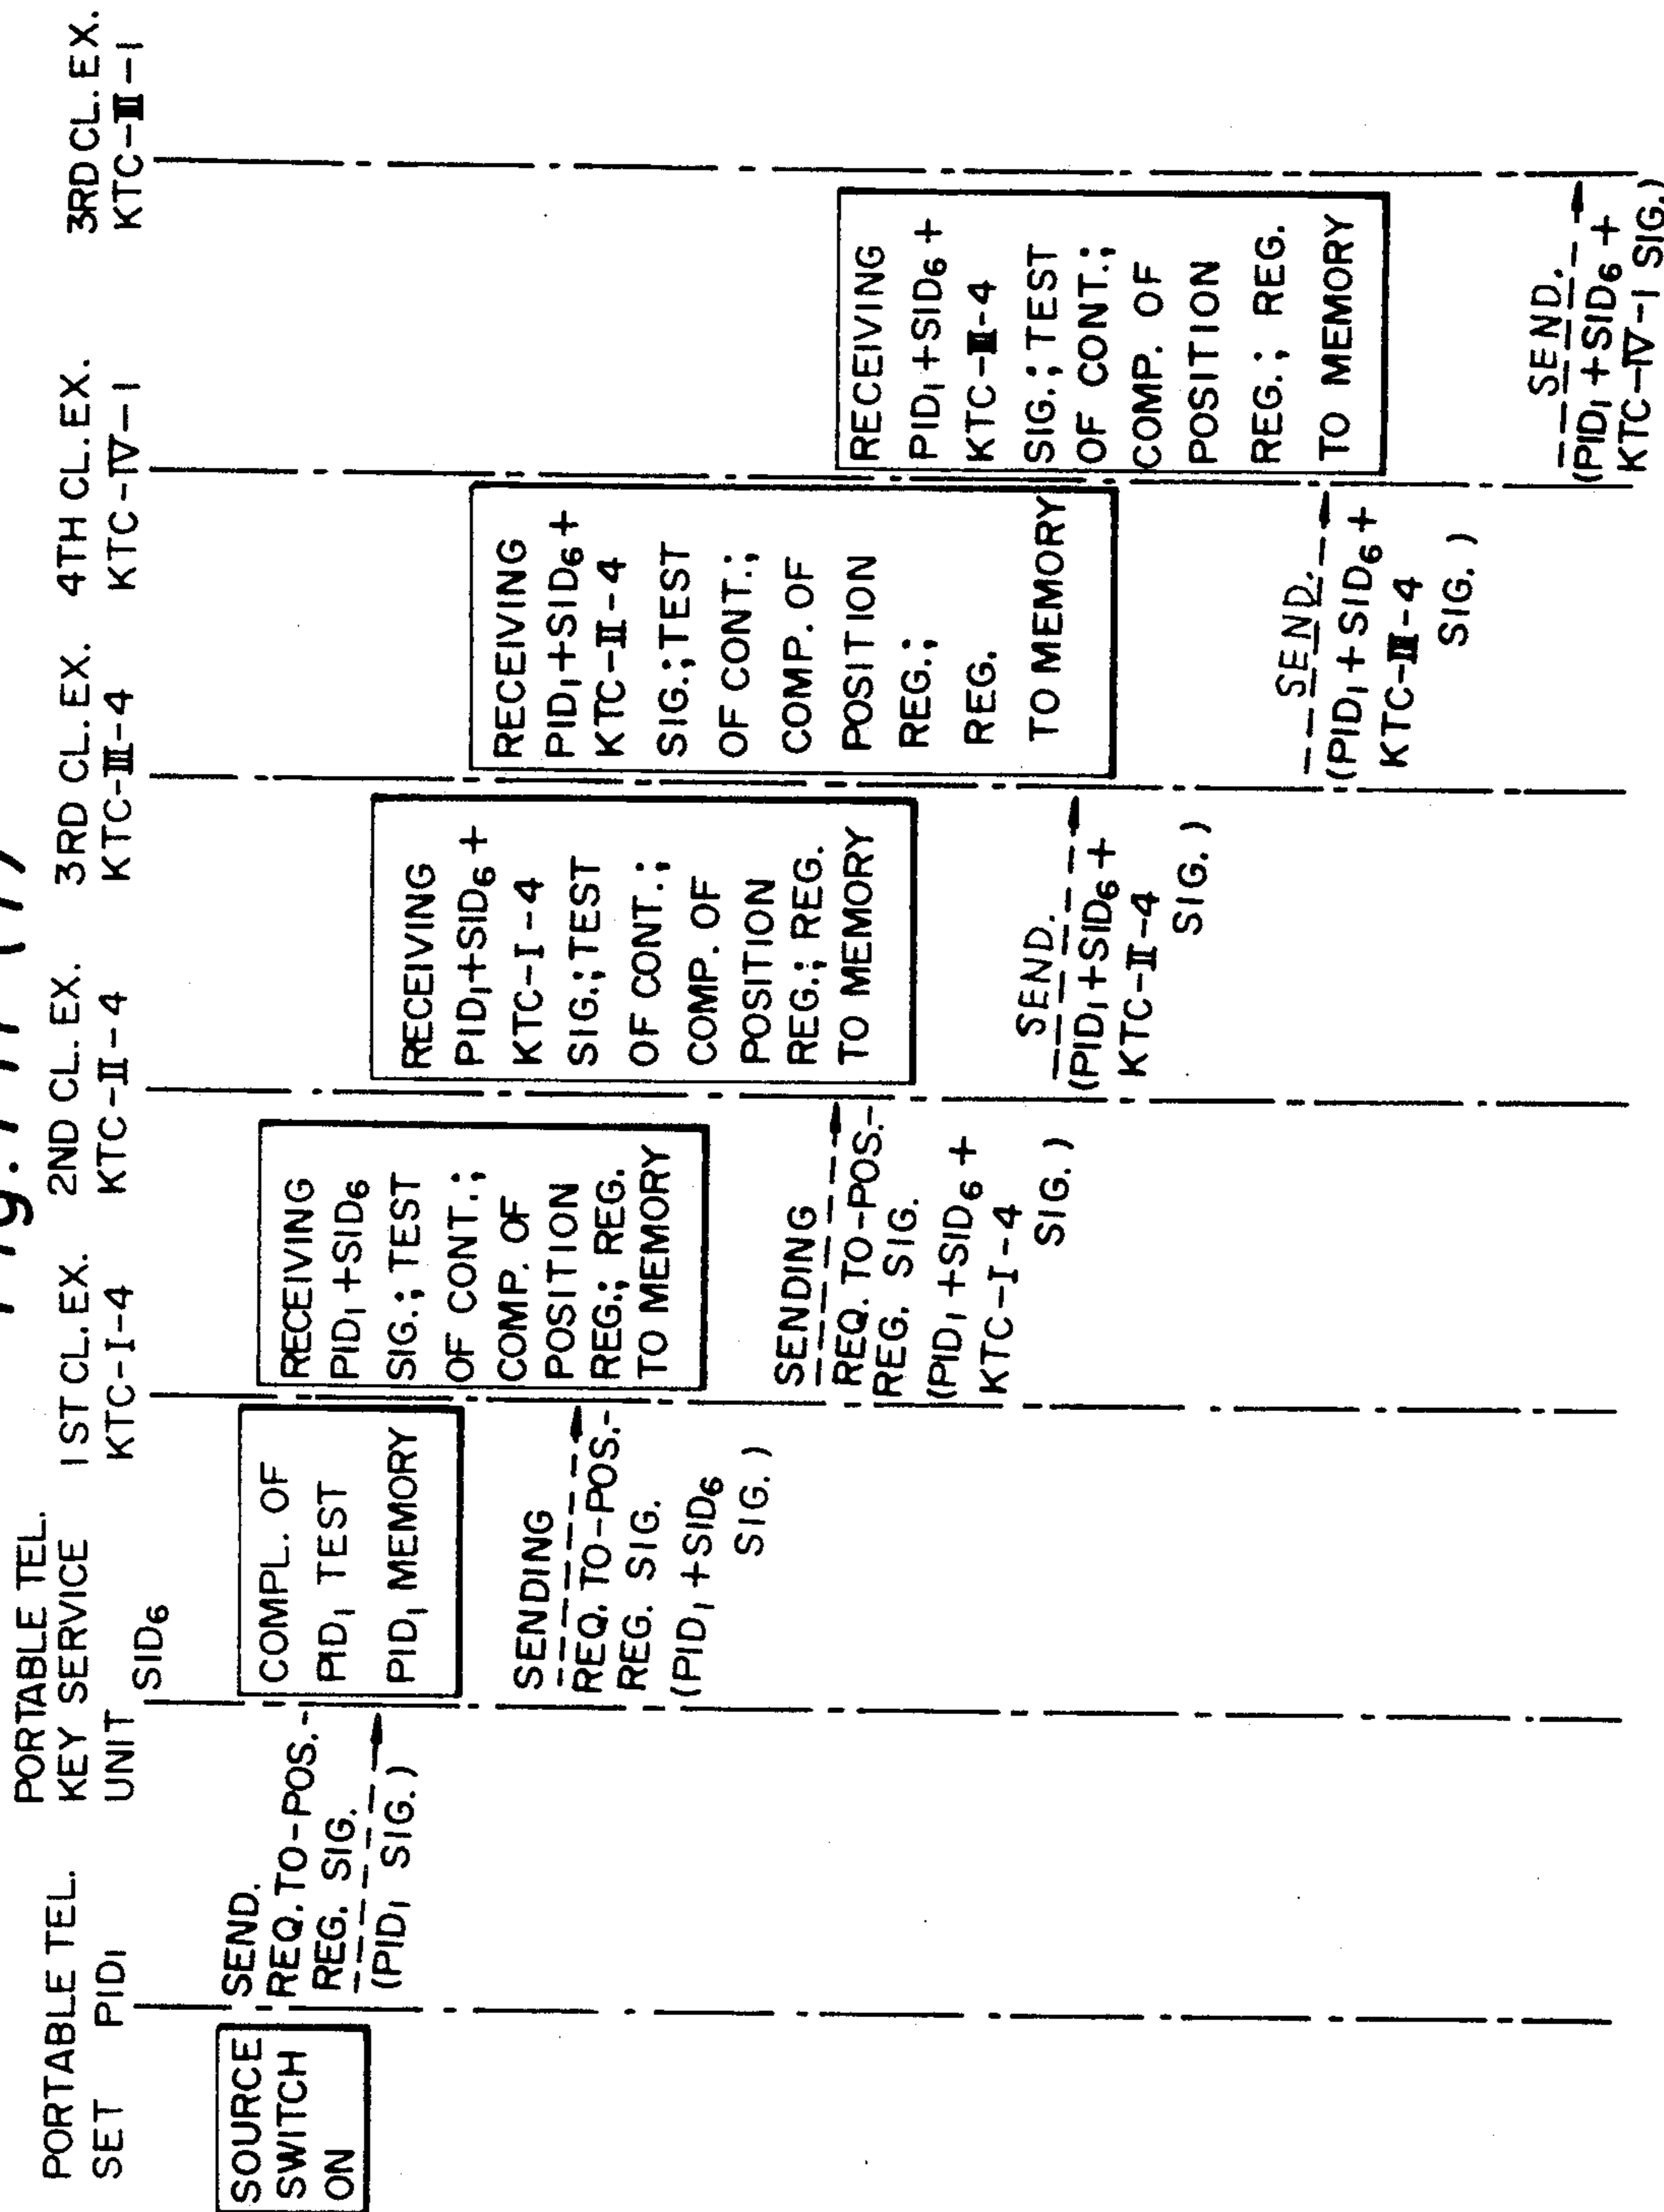 PORTABLE TEL.
SET PID₁
PORTABLE TEL.
KEY SERVICE
UNIT SID₆
1ST CL.EX.
KTC-I-4
2ND CL.EX.
KTC-II-4
3RD CL.EX.
KTC-III-4
4TH CL.EX.
KTC-IV-1
3RD CL.EX.
KTC-III-1
SOURCE
SWITCH
ON
SEND.
REQ.TO-POS.-
REG. SIG.
(PID₁ SIG.)
COMPL. OF
PID₁ TEST
PID₁ MEMORY
SENDING
REQ.TO-POS.-
REG. SIG.
(PID₁+SID₆
SIG.)
RECEIVING
PID₁+SID₆
SIG.; TEST
OF CONT.;
COMP. OF
POSITION
REG.; REG.
TO MEMORY
SENDING
REQ.TO-POS.-
REG. SIG.
(PID₁+SID₆+
KTC-I-4
SIG.)
RECEIVING
PID₁+SID₆+
KTC-I-4
SIG.;TEST
OF CONT.;
COMP. OF
POSITION
REG.; REG.
TO MEMORY
SEND.
(PID₁+SID₆+
KTC-II-4
SIG.)
RECEIVING
PID₁+SID₆+
KTC-II-4
SIG.;TEST
OF CONT.;
COMP. OF
POSITION
REG.;
REG.
TO MEMORY
SEND.
(PID₁+SID₆+
KTC-III-4
SIG.)
RECEIVING
PID₁+SID₆+
KTC-III-4
SIG.;TEST
OF CONT.;
COMP. OF
POSITION
REG.; REG.
TO MEMORY
SEND.
(PID₁+SID₆+
KTC-IV-1 SIG.)